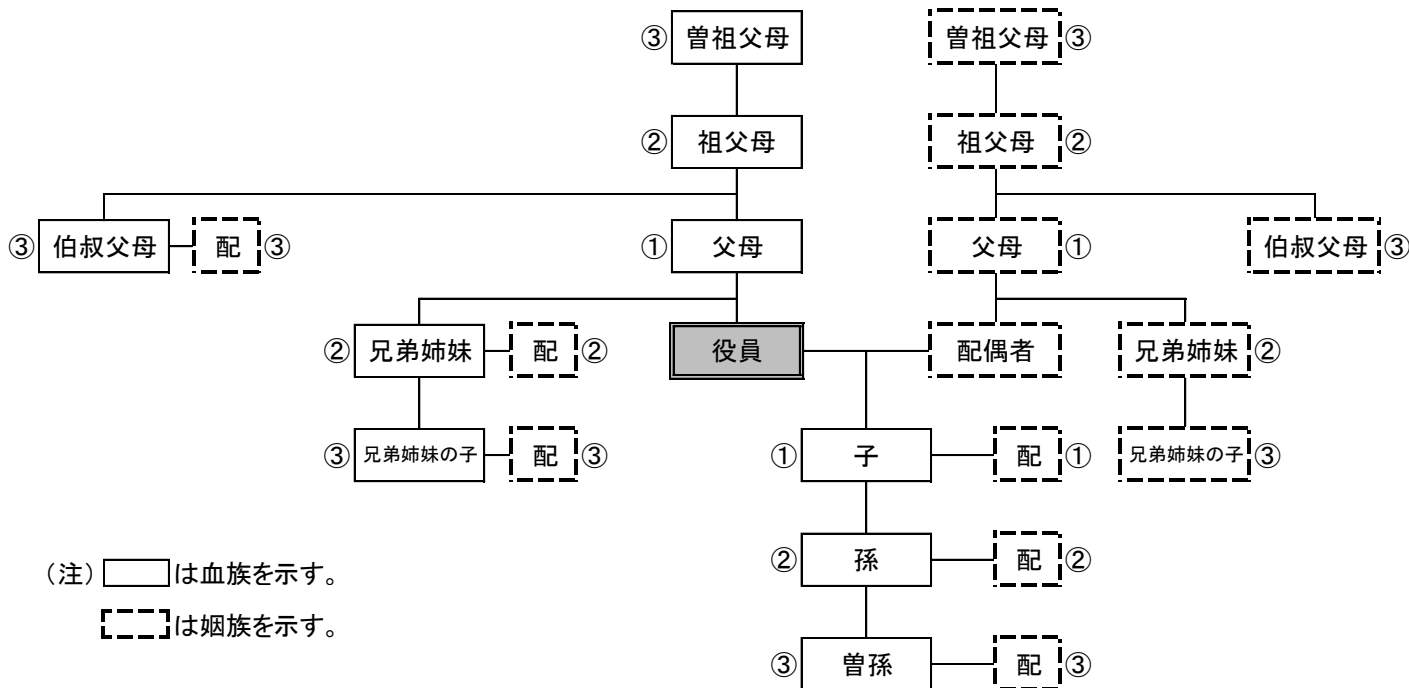 ③ 曽祖父母 曽祖父母 ③
② 祖父母 祖父母 ②
③ 伯叔父母 配 ③ ① 父母 父母 ① 伯叔父母 ③
② 兄弟姉妹 配 ② 役員 配偶者 兄弟姉妹 ②
③ 兄弟姉妹の子 配 ③ ① 子 配 ① 兄弟姉妹の子 ③
② 孫 配 ②
(注) は血族を示す。
は姻族を示す。
③ 曽孫 配 ③